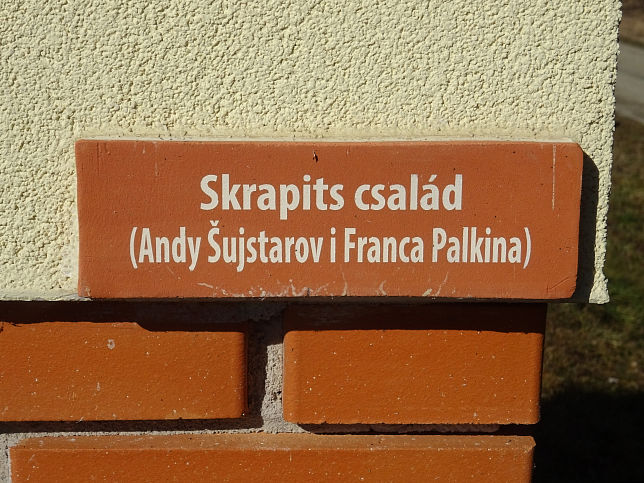 Skrapits család
(Andy Šujstarov i Franca Palkina)